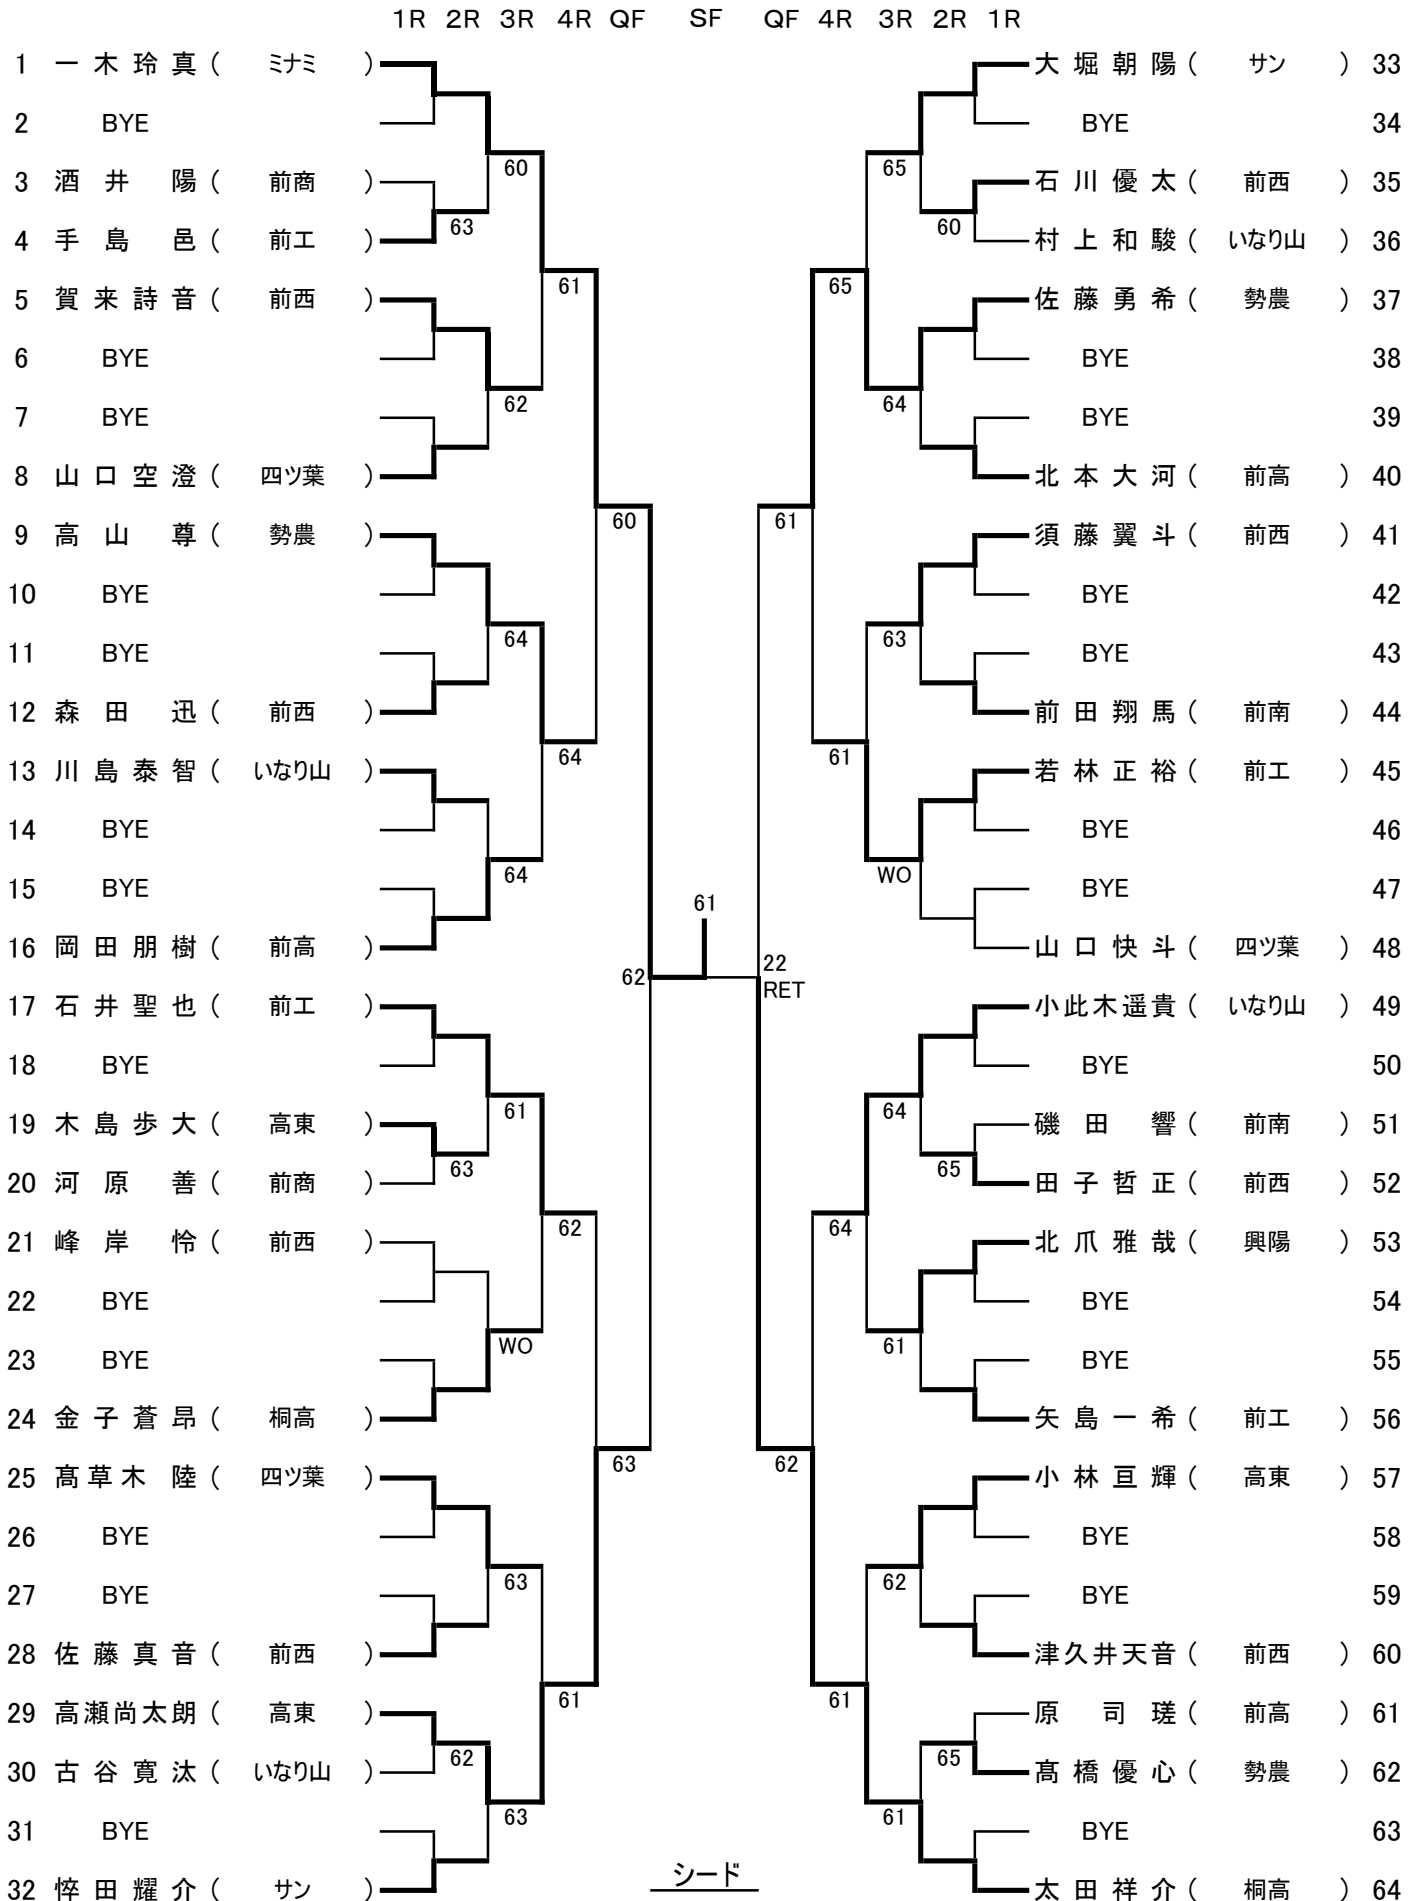 1R 2R 3R 4R QF SF QF 4R 3R 2R 1R
1 一木玲真（ ミナミ ） 大堀朝陽（ サン ） 33
2 BYE BYE 34
60 65
3 酒井 陽（ 前商 ） 石川優太（ 前西 ） 35
63 60
4 手島 邑（ 前工 ） 村上和駿（ いなり山 ） 36
61 65
5 賀来詩音（ 前西 ） 佐藤勇希（ 勢農 ） 37
6 BYE BYE 38
62 64
7 BYE BYE 39
8 山口空澄（ 四ツ葉 ） 北本大河（ 前高 ） 40
60 61
9 高山 尊（ 勢農 ） 須藤翼斗（ 前西 ） 41
10 BYE BYE 42
64 63
11 BYE BYE 43
12 森田 迅（ 前西 ） 前田翔馬（ 前南 ） 44
64 61
13 川島泰智（ いなり山 ） 若林正裕（ 前工 ） 45
14 BYE BYE 46
64 WO
15 BYE BYE 47
61
16 岡田朋樹（ 前高 ） 山口快斗（ 四ツ葉 ） 48
62 22
RET
17 石井聖也（ 前工 ） 小此木遥貴（ いなり山 ） 49
18 BYE BYE 50
61 64
19 木島歩大（ 高東 ） 磯田 響（ 前南 ） 51
63 65
20 河原 善（ 前商 ） 田子哲正（ 前西 ） 52
62 64
21 峰岸 怜（ 前西 ） 北爪雅哉（ 興陽 ） 53
22 BYE BYE 54
WO 61
23 BYE BYE 55
24 金子蒼昂（ 桐高 ） 矢島一希（ 前工 ） 56
63 62
25 髙草木 陸（ 四ツ葉 ） 小林亘輝（ 高東 ） 57
26 BYE BYE 58
63 62
27 BYE BYE 59
28 佐藤真音（ 前西 ） 津久井天音（ 前西 ） 60
61 61
29 高瀬尚太朗（ 高東 ） 原 司瑳（ 前高 ） 61
62 65
30 古谷寛汰（ いなり山 ） 髙橋優心（ 勢農 ） 62
63 61
31 BYE BYE 63
シード
32 悴田耀介（ サン ） 太田祥介（ 桐高 ） 64